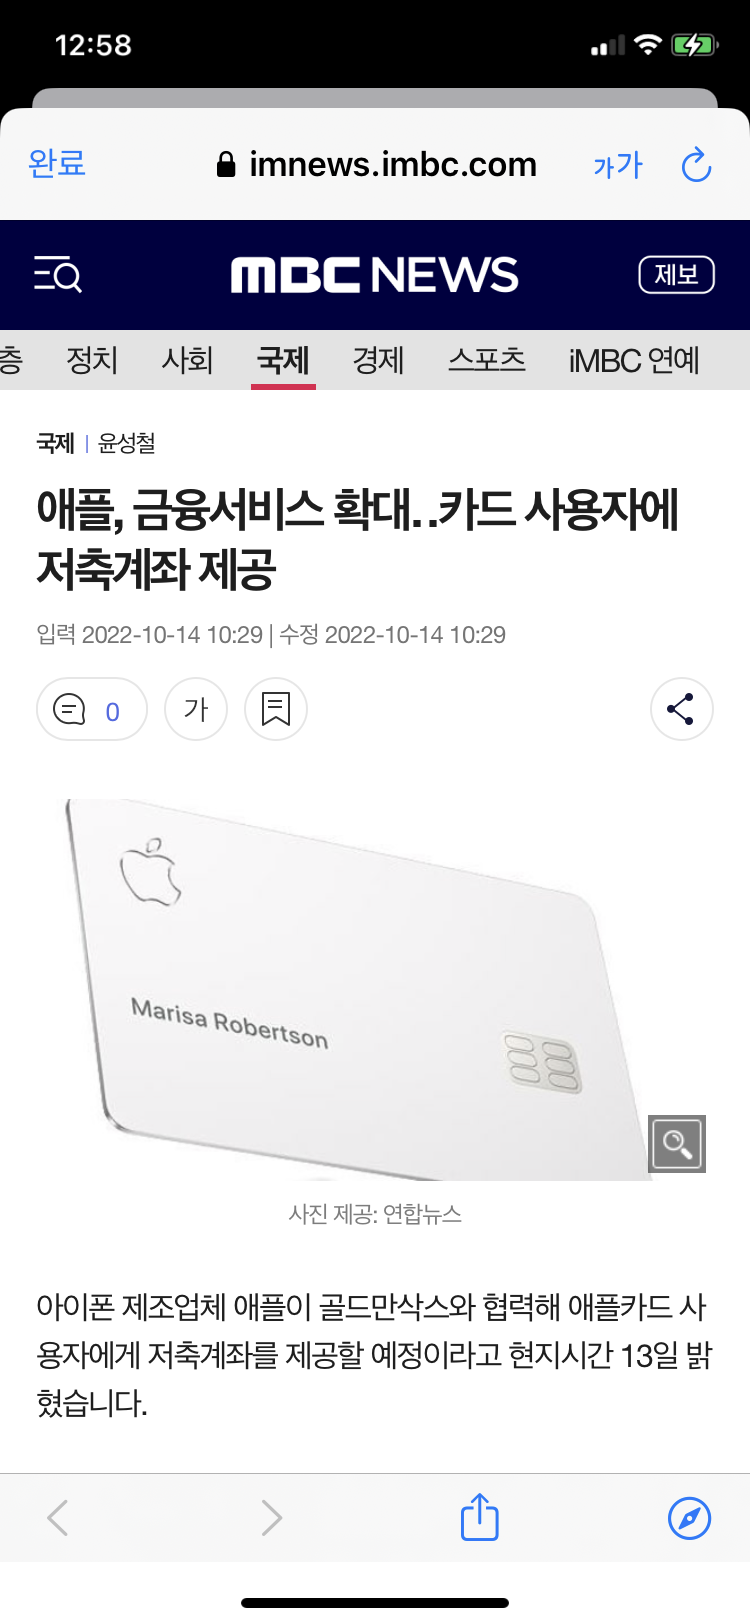 12:58
완료
imnews.imbc.com
가가
MBC NEWS
제보
층 정치 사회 국제 경제 스포츠 iMBC 연예
국제 | 윤성철
애플, 금융서비스 확대‥카드 사용자에
저축계좌 제공
입력 2022-10-14 10:29 | 수정 2022-10-14 10:29
0
가
Marisa Robertson
사진 제공: 연합뉴스
아이폰 제조업체 애플이 골드만삭스와 협력해 애플카드 사
용자에게 저축계좌를 제공할 예정이라고 현지시간 13일 밝
혔습니다.